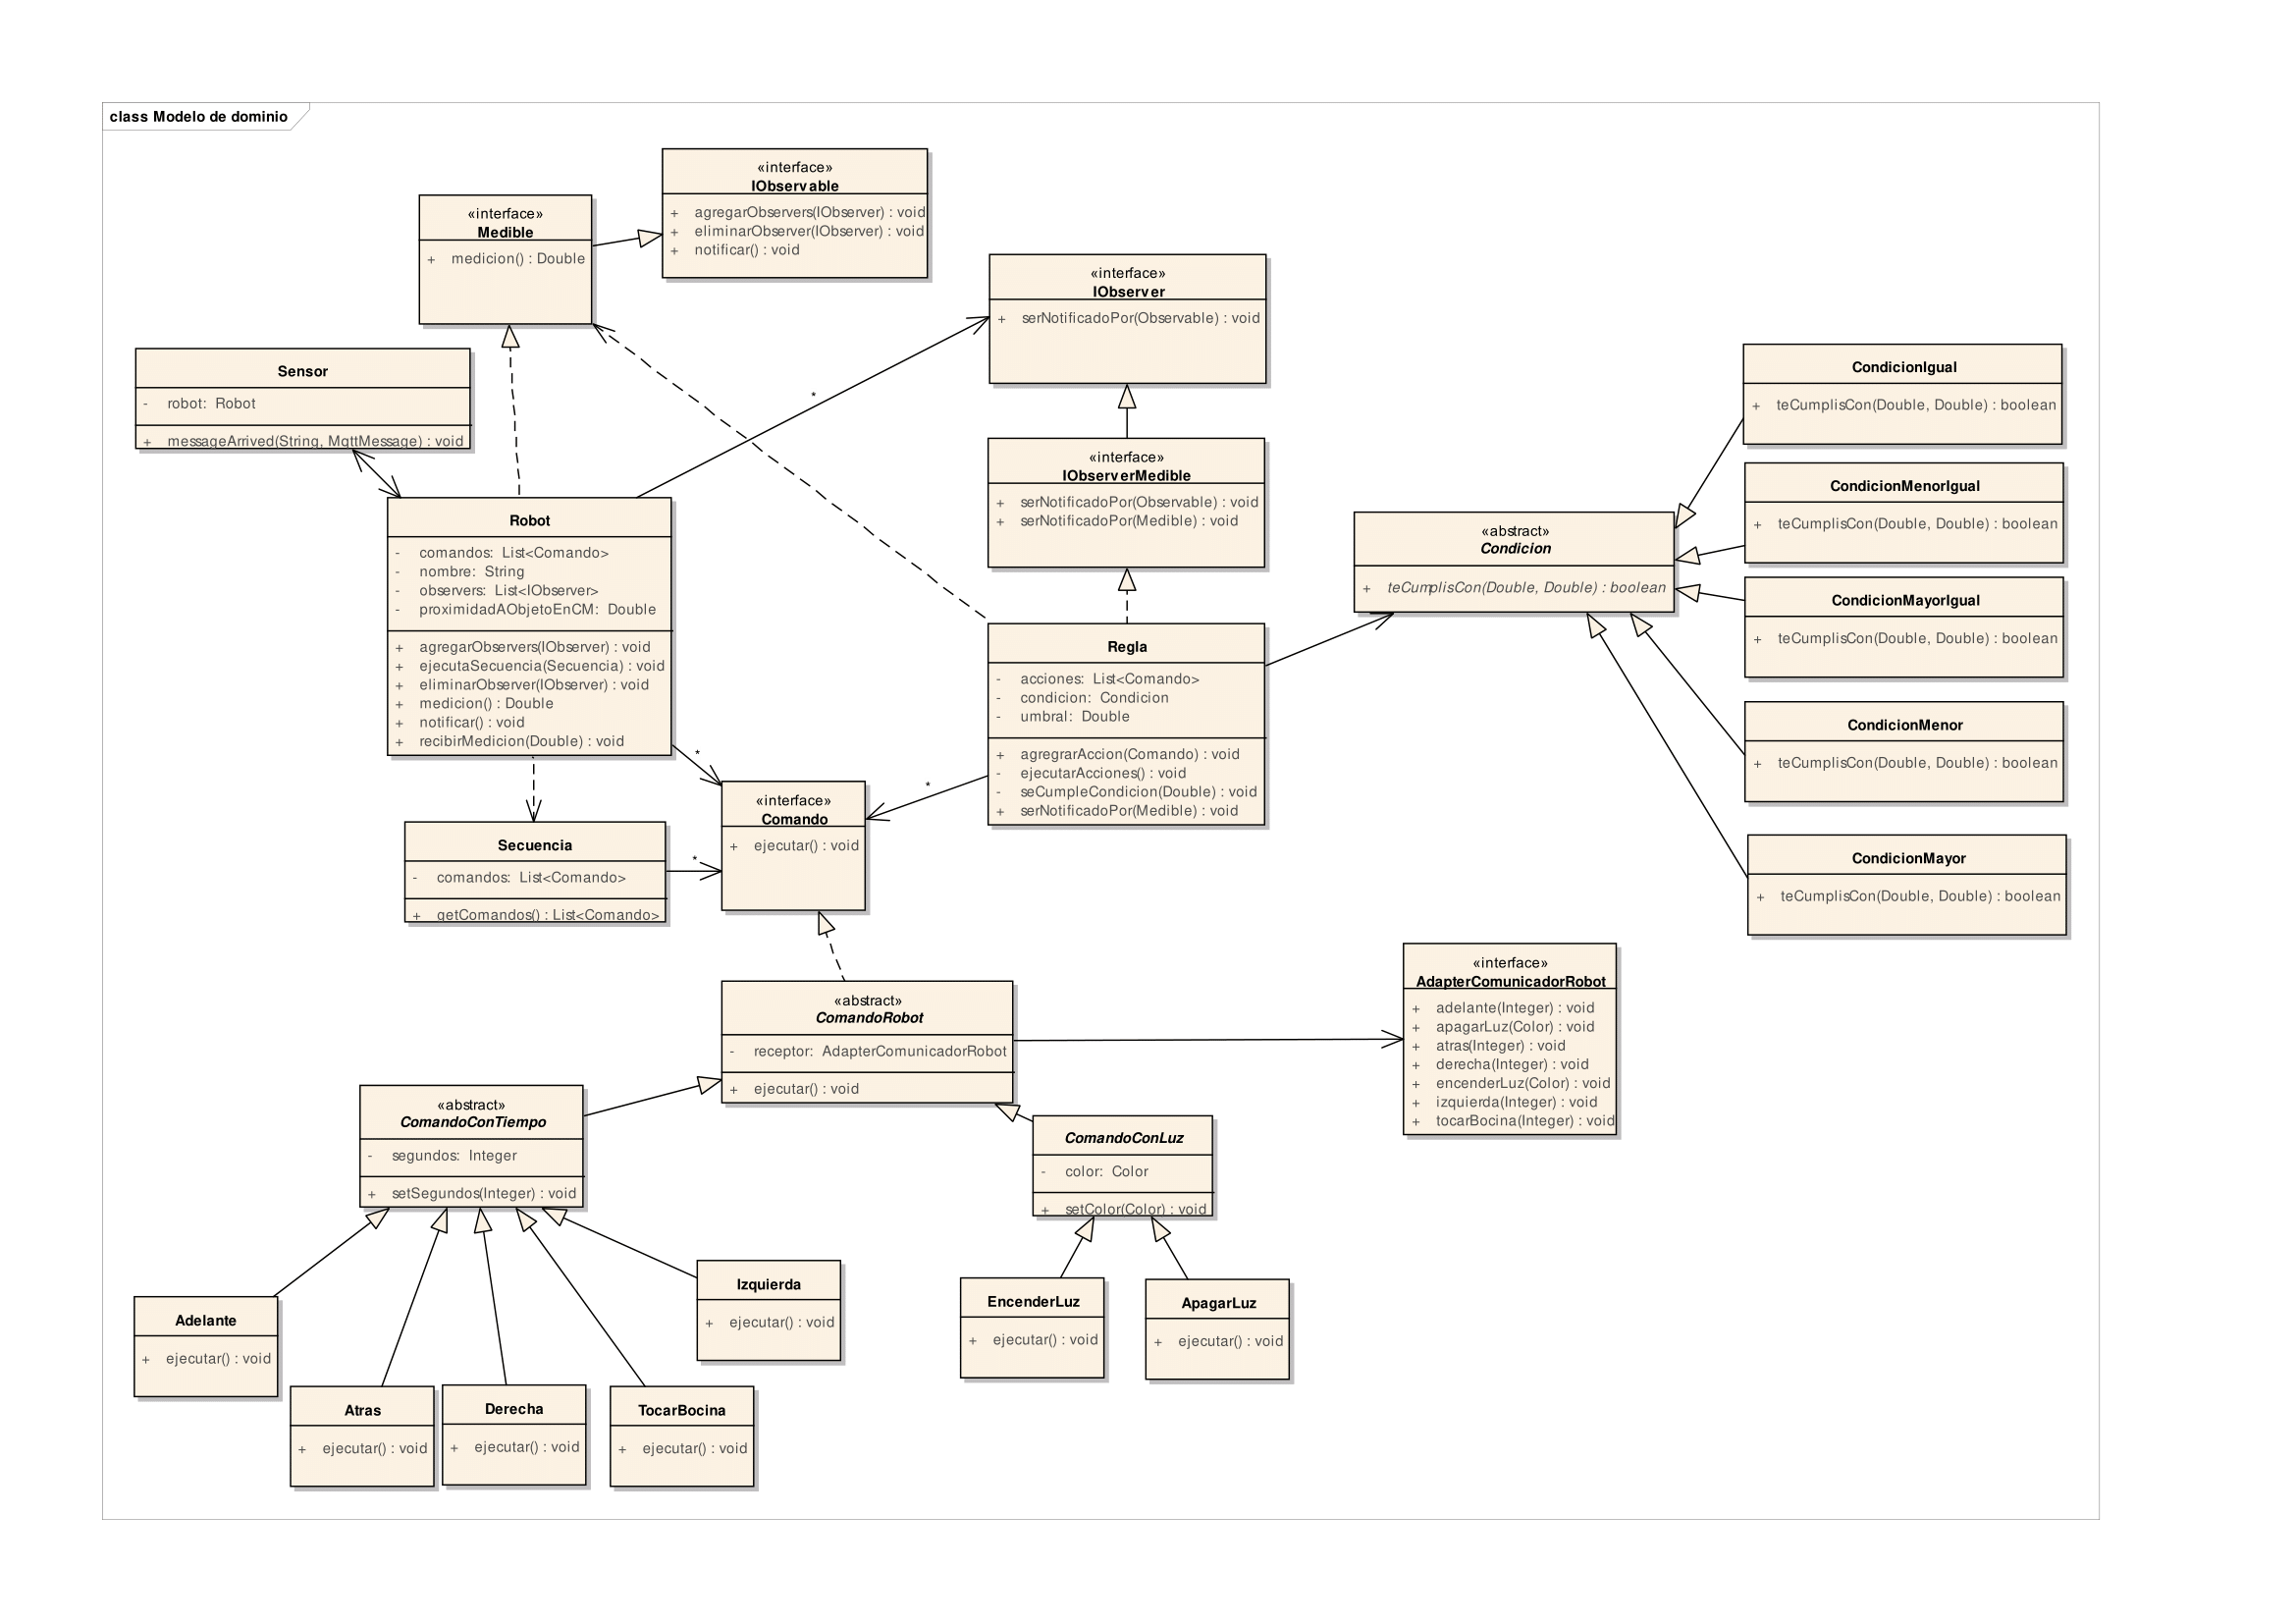 class Modelo de dominio
«interface»
IObservable
+ agregarObservers(IObserver) : void
+ eliminarObserver(IObserver) : void
+ notificar() : void
«interface»
Medible
+ medicion() : Double
«interface»
IObserver
+ serNotificadoPor(Observable) : void
Sensor
- robot: Robot
+ messageArrived(String, MqttMessage) : void
*
«interface»
IObserverMedible
+ serNotificadoPor(Observable) : void
+ serNotificadoPor(Medible) : void
CondicionIgual
+ teCumplisCon(Double, Double) : boolean
CondicionMenorIgual
+ teCumplisCon(Double, Double) : boolean
«abstract»
Condicion
+ teCumplisCon(Double, Double) : boolean
CondicionMayorIgual
+ teCumplisCon(Double, Double) : boolean
CondicionMenor
+ teCumplisCon(Double, Double) : boolean
CondicionMayor
+ teCumplisCon(Double, Double) : boolean
Robot
- comandos: List<Comando>
- nombre: String
- observers: List<IObserver>
- proximidadAObjetoEnCM: Double
+ agregarObservers(IObserver) : void
+ ejecutaSecuencia(Secuencia) : void
+ eliminarObserver(IObserver) : void
+ medicion() : Double
+ notificar() : void
+ recibirMedicion(Double) : void
Regla
- acciones: List<Comando>
- condicion: Condicion
- umbral: Double
+ agregrarAccion(Comando) : void
- ejecutarAcciones() : void
- seCumpleCondicion(Double) : void
+ serNotificadoPor(Medible) : void
*
*
«interface»
Comando
+ ejecutar() : void
Secuencia
- comandos: List<Comando>
+ getComandos() : List<Comando>
*
«abstract»
ComandoRobot
- receptor: AdapterComunicadorRobot
+ ejecutar() : void
«interface»
AdapterComunicadorRobot
+ adelante(Integer) : void
+ apagarLuz(Color) : void
+ atras(Integer) : void
+ derecha(Integer) : void
+ encenderLuz(Color) : void
+ izquierda(Integer) : void
+ tocarBocina(Integer) : void
«abstract»
ComandoConTiempo
- segundos: Integer
+ setSegundos(Integer) : void
ComandoConLuz
- color: Color
+ setColor(Color) : void
Izquierda
+ ejecutar() : void
EncenderLuz
+ ejecutar() : void
ApagarLuz
+ ejecutar() : void
Adelante
+ ejecutar() : void
Atras
+ ejecutar() : void
Derecha
+ ejecutar() : void
TocarBocina
+ ejecutar() : void